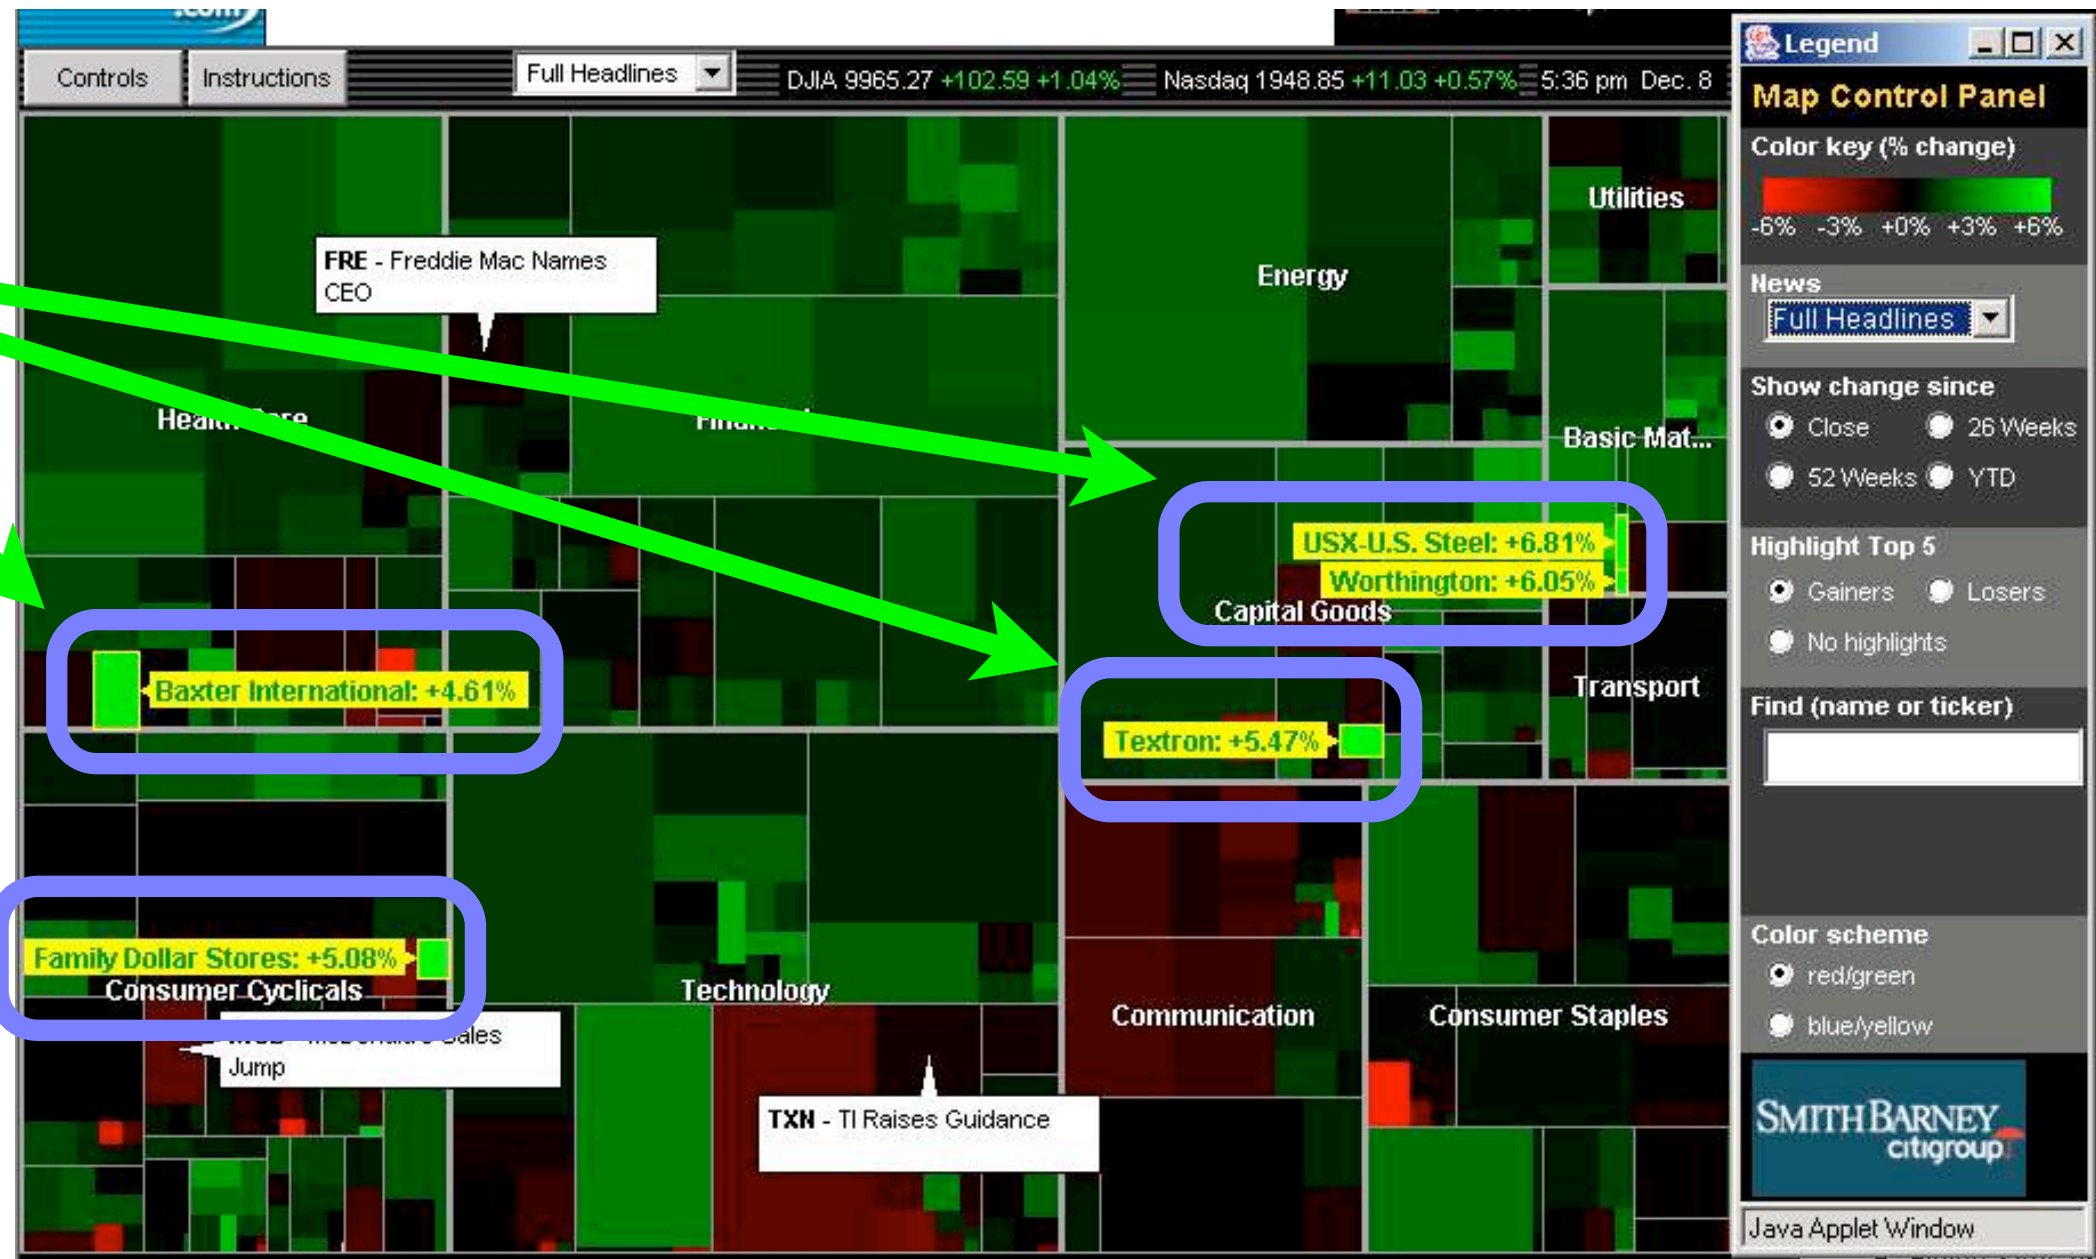 .com
Controls
Instructions
Full Headlines
DJIA 9965.27 +102.59 +1.04%
Nasdaq 1948.85 +11.03 +0.57%
5:36 pm Dec. 8
Utilities
FRE - Freddie Mac Names
CEO
Energy
Health Care
Basic Mat...
USX-U.S. Steel: +6.81%
Worthington: +6.05%
Capital Goods
Baxter International: +4.61%
Transport
Textron: +5.47%
Family Dollar Stores: +5.08%
Consumer Cyclicals
Technology
Communication
Consumer Staples
Sales
Jump
TXN - TI Raises Guidance
Legend
Map Control Panel
Color key (% change)
-6% -3% +0% +3% +6%
News
Full Headlines
Show change since
Close 26 Weeks
52 Weeks YTD
Highlight Top 5
Gainers Losers
No highlights
Find (name or ticker)
Color scheme
red/green
blue/yellow
SMITH BARNEY
citigroup
Java Applet Window